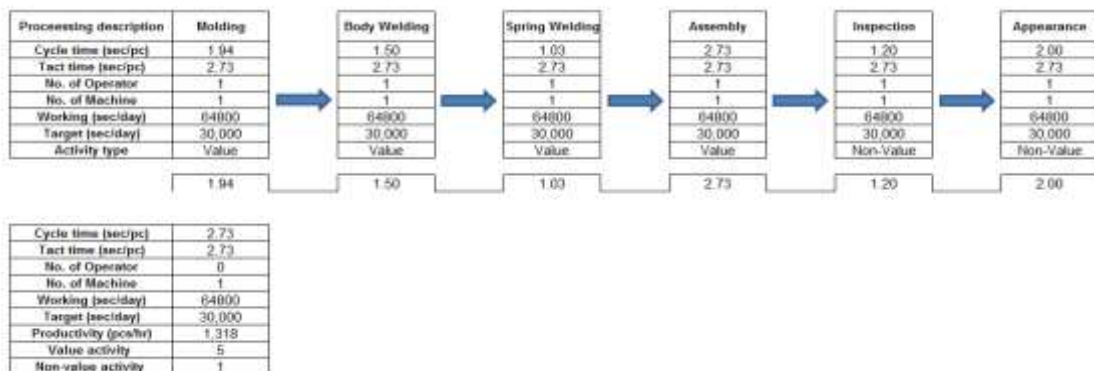 Proceessing description Molding Body Welding Spring Welding Assembly Inspection Appearance
Cycle time (sec/pc) 1.94 1.50 1.03 2.73 1.20 2.00
Tact time (sec/pc) 2.73 2.73 2.73 2.73 2.73 2.73
No. of Operator 1 1 1 1 1 1
No. of Machine 1 1 1 1 1 1
Working (sec/day) 64800 64800 64800 64800 64800 64800
Target (sec/day) 30,000 30,000 30,000 30,000 30,000 30,000
Activity type Value Value Value Value Non-Value Non-Value
1.94 1.50 1.03 2.73 1.20 2.00
Cycle time (sec/pc) 2.73
Tact time (sec/pc) 2.73
No. of Operator 0
No. of Machine 1
Working (sec/day) 64800
Target (sec/day) 30,000
Productivity (pcs/hr) 1,318
Value activity 5
Non-value activity 1